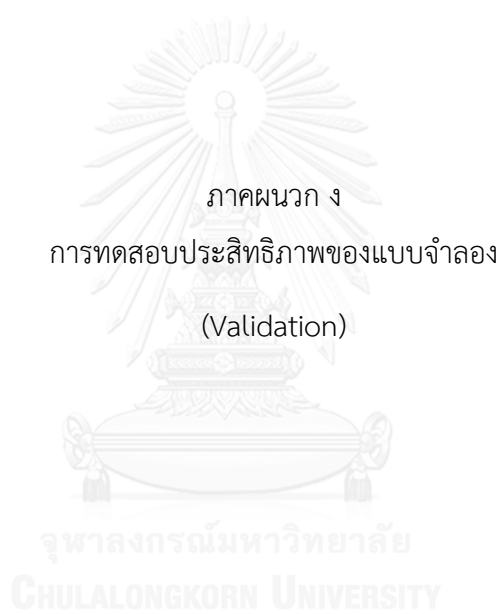 ภาคผนวก ง
การทดสอบประสิทธิภาพของแบบจำลอง
(Validation)
จุฬาลงกรณ์มหาวิทยาลัย
CHULALONGKORN UNIVERSITY